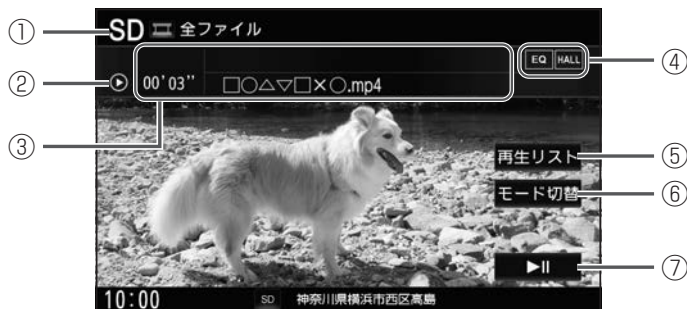 ① SD 全ファイル
EQ HALL ④
② 00'03'' □○△▽□×○.mp4
③
再生リスト ⑤
モード切替 ⑥
⑦
10:00 SD 神奈川県横浜市西区高島